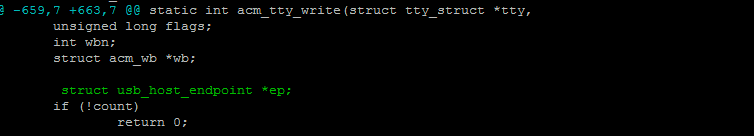 @ -659,7 +663,7 @@ static int acm_tty_write(struct tty_struct *tty,
unsigned long flags;
int wbn;
struct acm_wb *wb;
struct usb_host_endpoint *ep;
if (!count)
return 0;